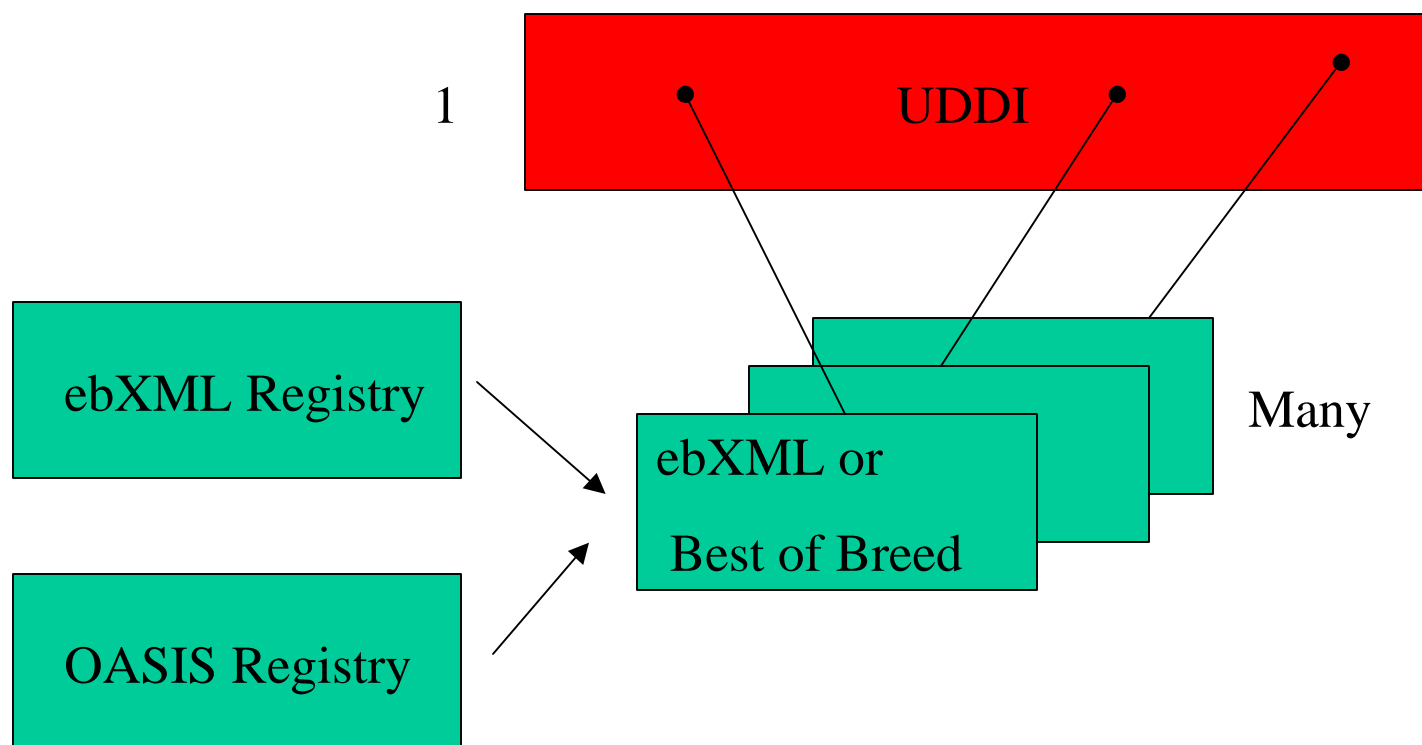 1
UDDI
ebXML Registry
Many
ebXML or
Best of Breed
OASIS Registry